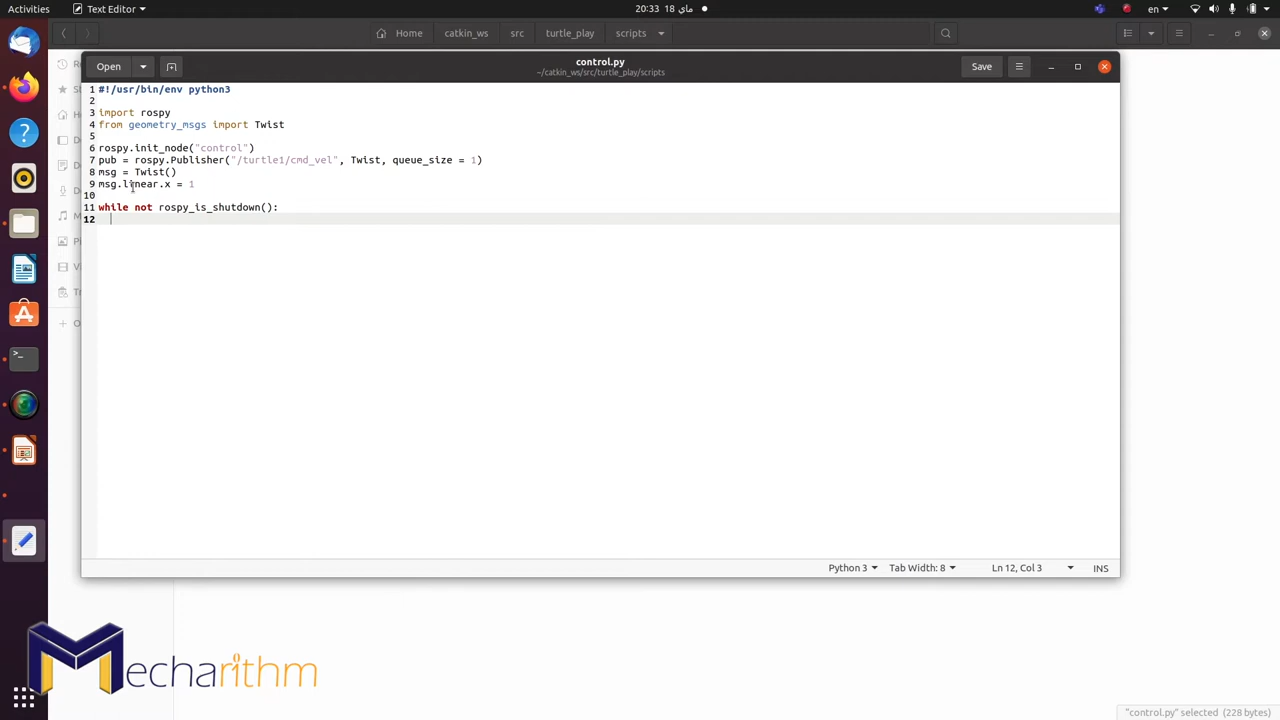 Activities
Text Editor
20:33 18 ماي
en
Home
catkin_ws
src
turtle_play
scripts
Open
control.py
~/catkin_ws/src/turtle_play/scripts
Save
1 #!/usr/bin/env python3
2
3 import rospy
4 from geometry_msgs import Twist
5
6 rospy.init_node("control")
7 pub = rospy.Publisher("/turtle1/cmd_vel", Twist, queue_size = 1)
8 msg = Twist()
9 msg.linear.x = 1
10
11 while not rospy_is_shutdown():
12
Python 3
Tab Width: 8
Ln 12, Col 3
INS
Mecharithm
"control.py" selected (228 bytes)